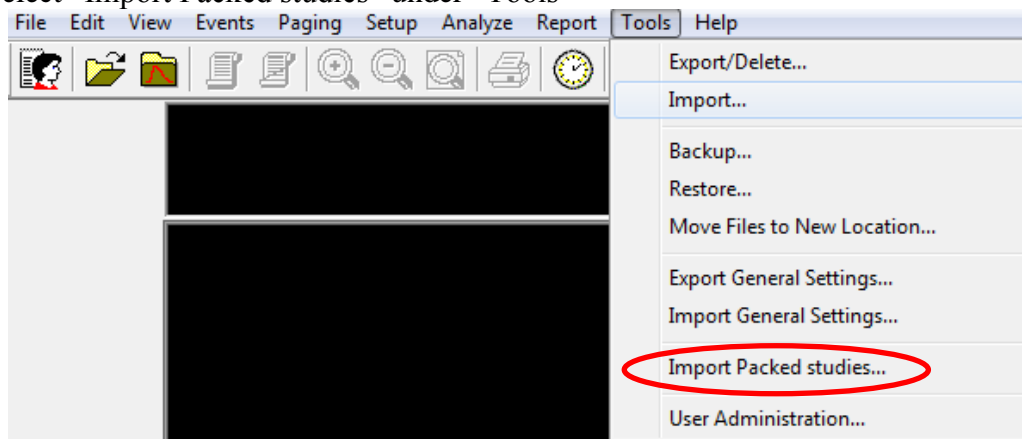 File Edit View Events Paging Setup Analyze Report Tools Help
Export/Delete...
Import...
Backup...
Restore...
Move Files to New Location...
Export General Settings...
Import General Settings...
Import Packed studies...
User Administration...